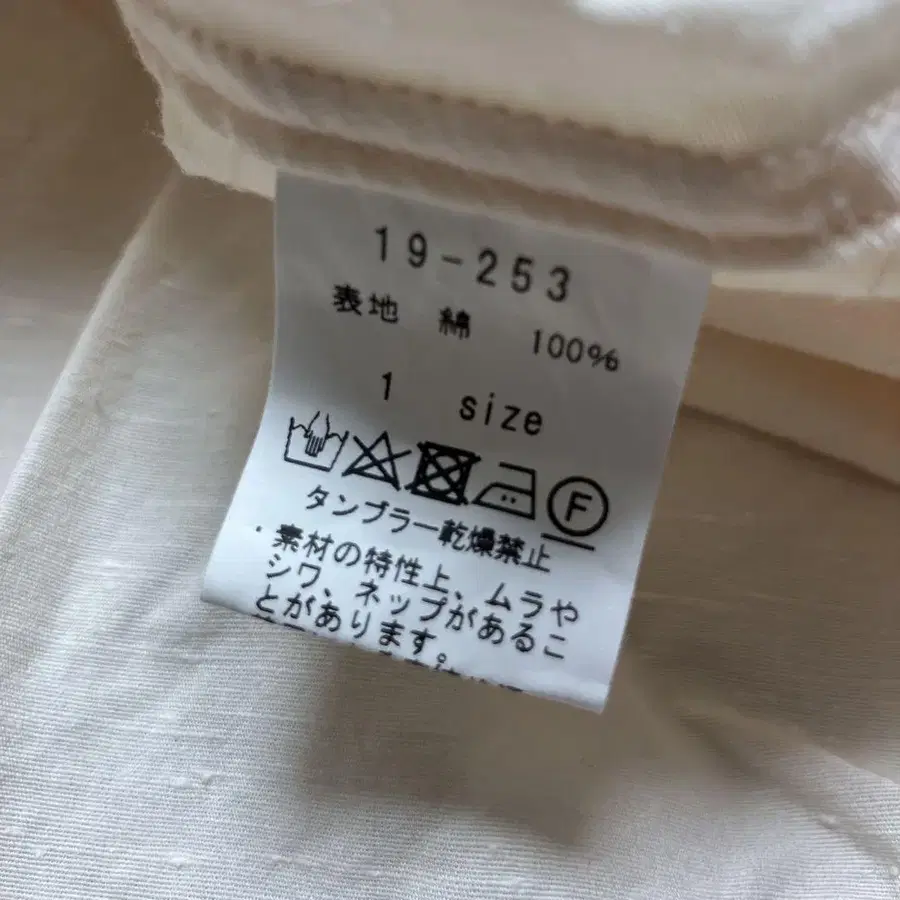 19-253
表地 綿 100%
1 size
F
タンブラー乾燥禁止
・素材の特性上、ムラや
シワ、ネップがあるこ
とがあります。